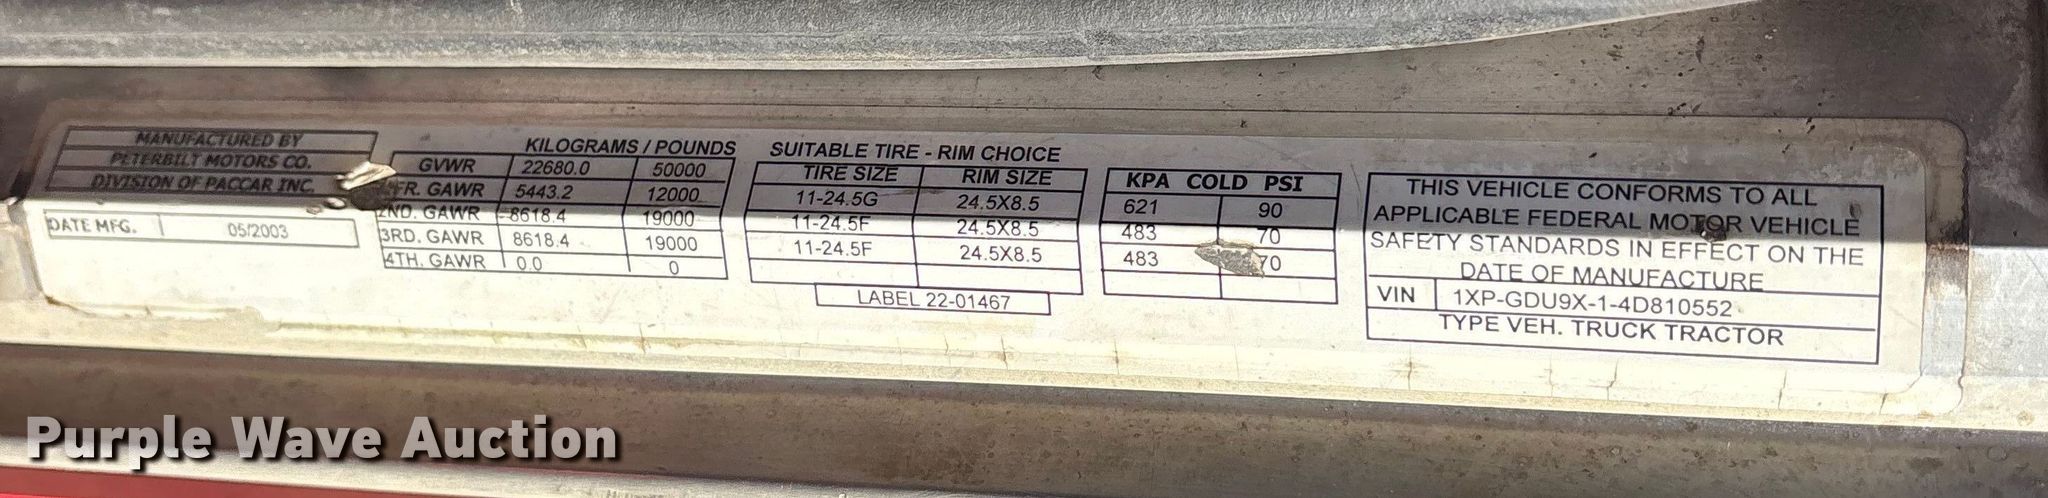 MANUFACTURED BY
PETERBILT MOTORS CO.
DIVISION OF PACCAR INC.
DATE MFG. 05/2003
KILOGRAMS / POUNDS
GVWR 22680.0 50000
FR. GAWR 5443.2 12000
2ND. GAWR 8618.4 19000
3RD. GAWR 8618.4 19000
4TH. GAWR 0.0 0
SUITABLE TIRE - RIM CHOICE
TIRE SIZE RIM SIZE
11-24.5G 24.5X8.5
11-24.5F 24.5X8.5
11-24.5F 24.5X8.5
LABEL 22-01467
KPA COLD PSI
621 90
483 70
483 70
THIS VEHICLE CONFORMS TO ALL
APPLICABLE FEDERAL MOTOR VEHICLE
SAFETY STANDARDS IN EFFECT ON THE
DATE OF MANUFACTURE
VIN 1XP-GDU9X-1-4D810552
TYPE VEH. TRUCK TRACTOR
Purple Wave Auction